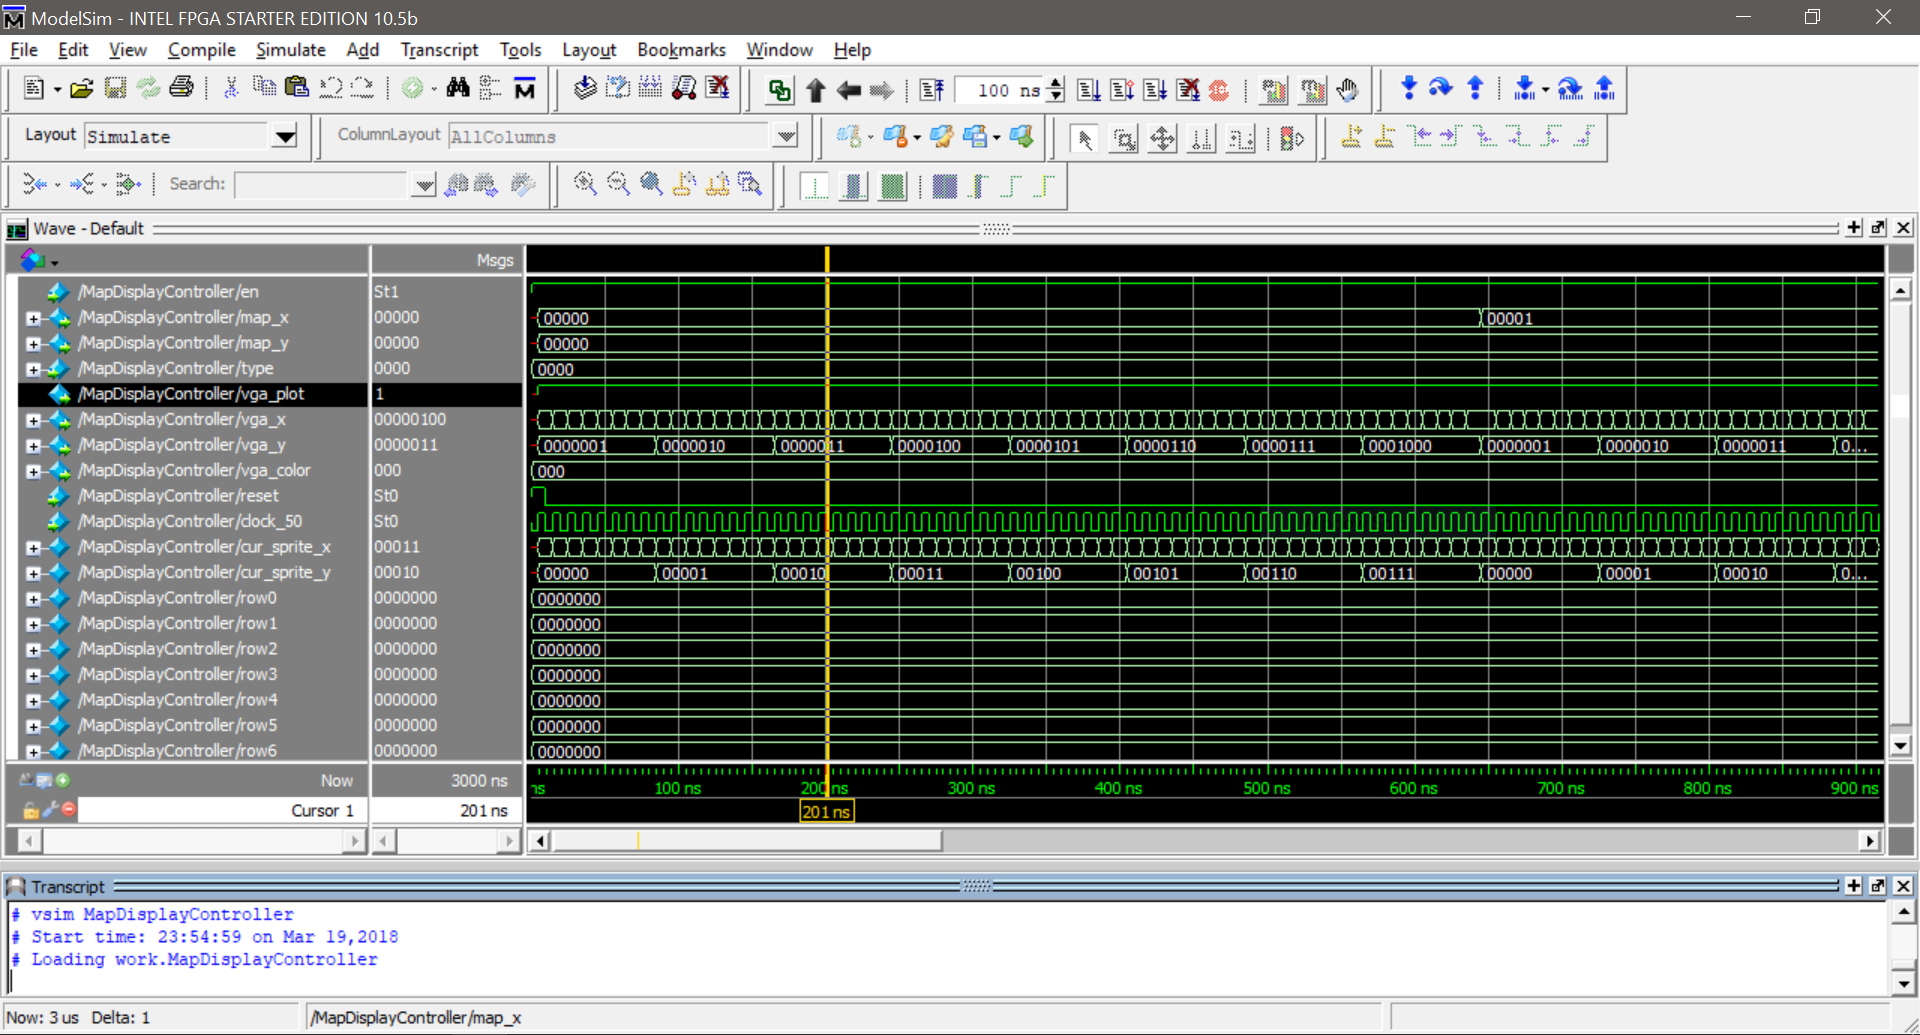 ModelSim - INTEL FPGA STARTER EDITION 10.5b
File Edit View Compile Simulate Add Transcript Tools Layout Bookmarks Window Help
100 ns
Layout Simulate ColumnLayout AllColumns
Search:
Wave - Default
Msgs
/MapDisplayController/en St1
/MapDisplayController/map_x 00000 00000 00001
/MapDisplayController/map_y 00000 00000
/MapDisplayController/type 0000 0000
/MapDisplayController/vga_plot 1
/MapDisplayController/vga_x 00000100
/MapDisplayController/vga_y 0000011 0000001 0000010 0000011 0000100 0000101 0000110 0000111 0001000 0000001 0000010 0000011 0...
/MapDisplayController/vga_color 000 000
/MapDisplayController/reset St0
/MapDisplayController/clock_50 St0
/MapDisplayController/cur_sprite_x 00011
/MapDisplayController/cur_sprite_y 00010 00000 00001 00010 00011 00100 00101 00110 00111 00000 00001 00010 0...
/MapDisplayController/row0 0000000 0000000
/MapDisplayController/row1 0000000 0000000
/MapDisplayController/row2 0000000 0000000
/MapDisplayController/row3 0000000 0000000
/MapDisplayController/row4 0000000 0000000
/MapDisplayController/row5 0000000 0000000
/MapDisplayController/row6 0000000 0000000
Now 3000 ns ns 100 ns 200 ns 300 ns 400 ns 500 ns 600 ns 700 ns 800 ns 900 ns
Cursor 1 201 ns 201 ns
Transcript
# vsim MapDisplayController
# Start time: 23:54:59 on Mar 19,2018
# Loading work.MapDisplayController
Now: 3 us Delta: 1 /MapDisplayController/map_x